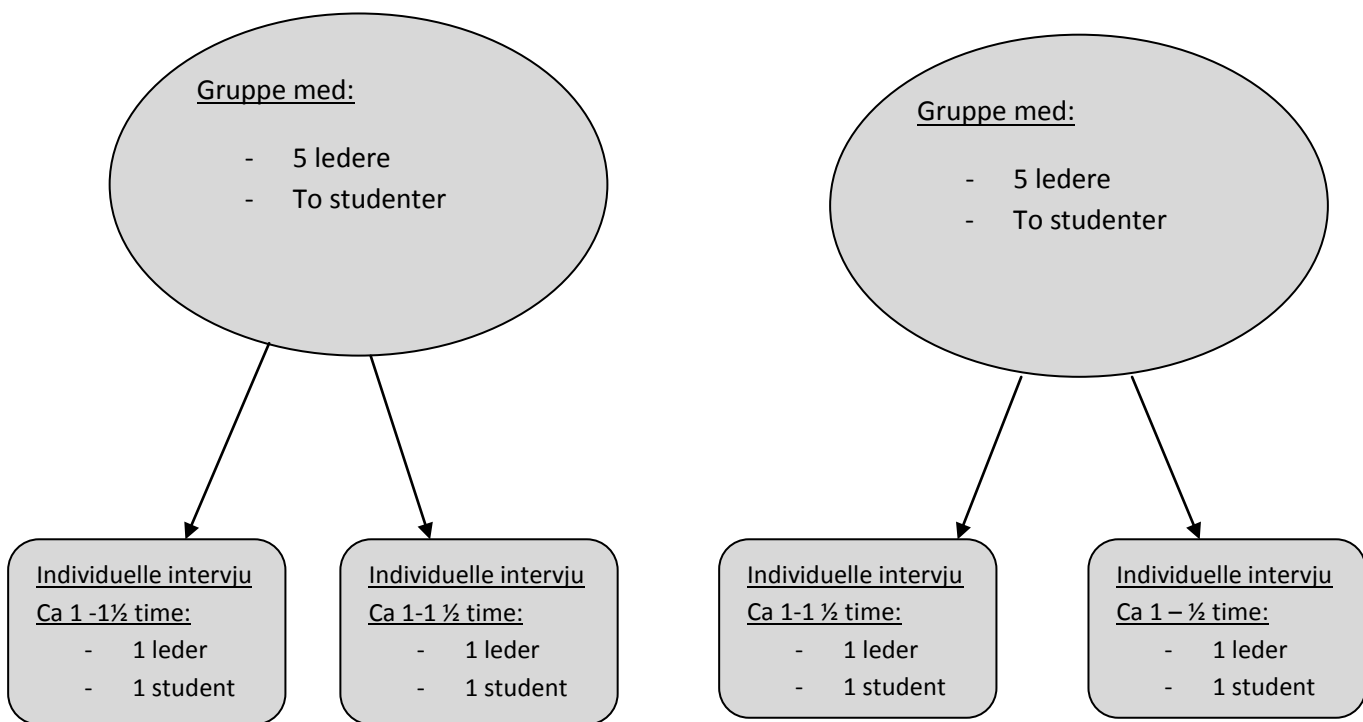 Gruppe med:
- 5 ledere
- To studenter
Gruppe med:
- 5 ledere
- To studenter
Individuelle intervju
Ca 1 -1½ time:
- 1 leder
- 1 student
Individuelle intervju
Ca 1-1 ½ time:
- 1 leder
- 1 student
Individuelle intervju
Ca 1-1 ½ time:
- 1 leder
- 1 student
Individuelle intervju
Ca 1 – ½ time:
- 1 leder
- 1 student